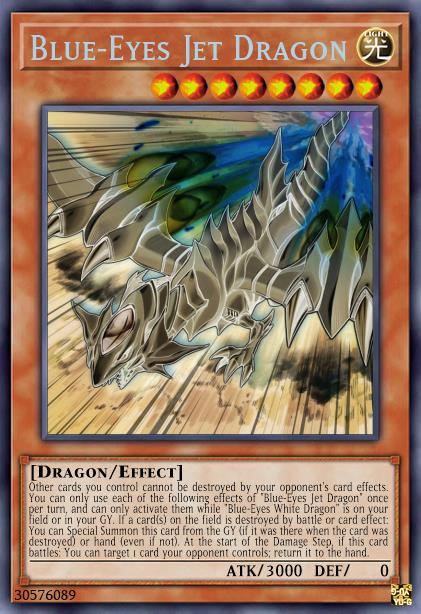 Blue-Eyes Jet Dragon
LIGHT
光
[Dragon/Effect]
Other cards you control cannot be destroyed by your opponent's card effects.
You can only use each of the following effects of "Blue-Eyes Jet Dragon" once
per turn, and can only activate them while "Blue-Eyes White Dragon" is on your
field or in your GY. If a card(s) on the field is destroyed by battle or card effect:
You can Special Summon this card from the GY (if it was there when the card was
destroyed) or hand (even if not). At the start of the Damage Step, if this card
battles: You can target 1 card your opponent controls; return it to the hand.
ATK/3000 DEF/ 0
30576089